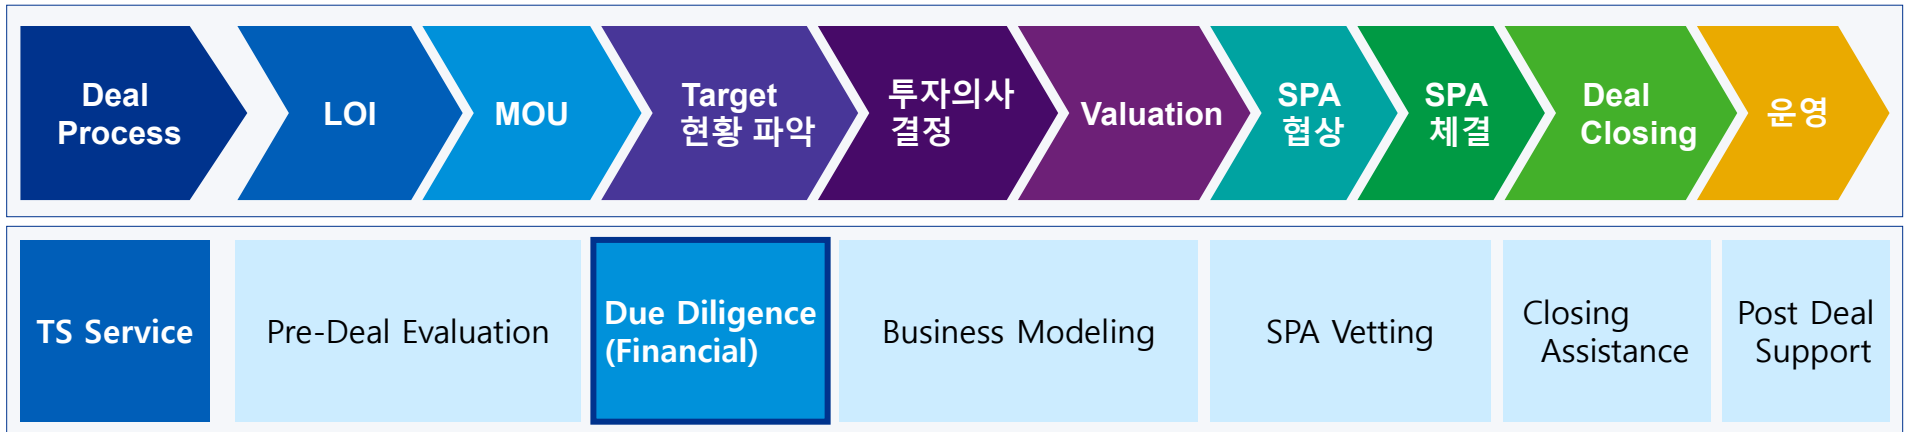 Deal
Process
LOI
MOU
Target
현황 파악
투자의사
결정
Valuation
SPA
협상
SPA
체결
Deal
Closing
운영
TS Service
Pre-Deal Evaluation
Due Diligence
(Financial)
Business Modeling
SPA Vetting
Closing
Assistance
Post Deal
Support